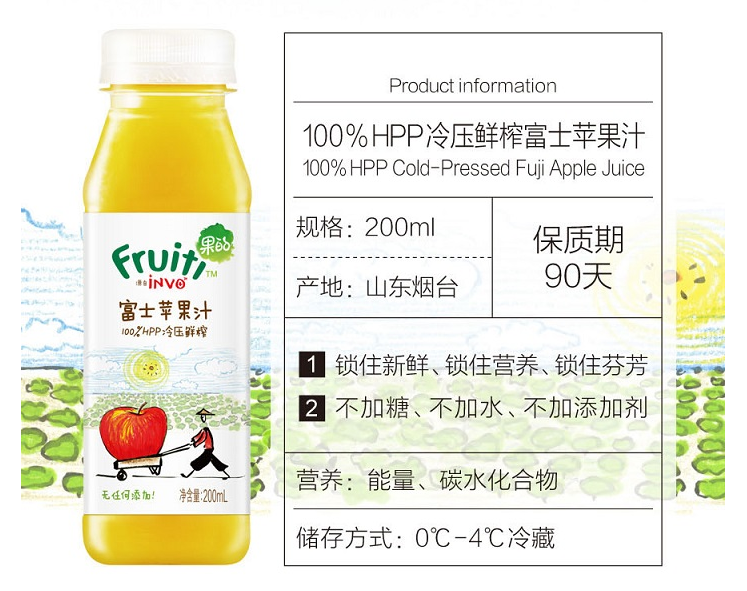 果的!
Fruiti™
源自 INVO
富士苹果汁
100%HPP冷压鲜榨
无任何添加!
净含量:200mL
Product information
100%HPP冷压鲜榨富士苹果汁
100%HPP Cold-Pressed Fuji Apple Juice
规格：200ml
产地：山东烟台
保质期
90天
1 锁住新鲜、锁住营养、锁住芬芳
2 不加糖、不加水、不加添加剂
营养：能量、碳水化合物
储存方式：0℃-4℃冷藏